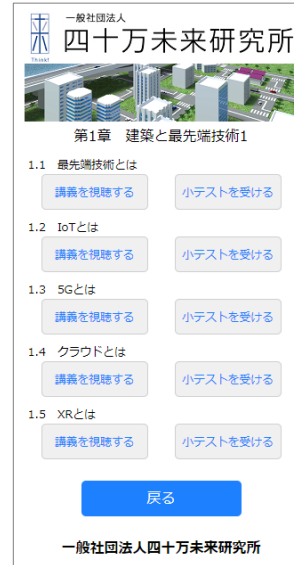 一般社団法人
四十万未来研究所
Think!
第1章　建築と最先端技術1
1.1　最先端技術とは
講義を視聴する　小テストを受ける
1.2　IoTとは
講義を視聴する　小テストを受ける
1.3　5Gとは
講義を視聴する　小テストを受ける
1.4　クラウドとは
講義を視聴する　小テストを受ける
1.5　XRとは
講義を視聴する　小テストを受ける
戻る
一般社団法人四十万未来研究所